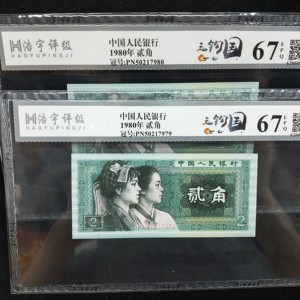 浩宇评级
HAOYUPINGJI
中国人民银行
1980年 贰角
冠号:PN50217980
67 EPQ
浩宇评级
HAOYUPINGJI
中国人民银行
1980年 贰角
冠号:PN50217979
67 EPQ
中国人民银行
贰角
2
2